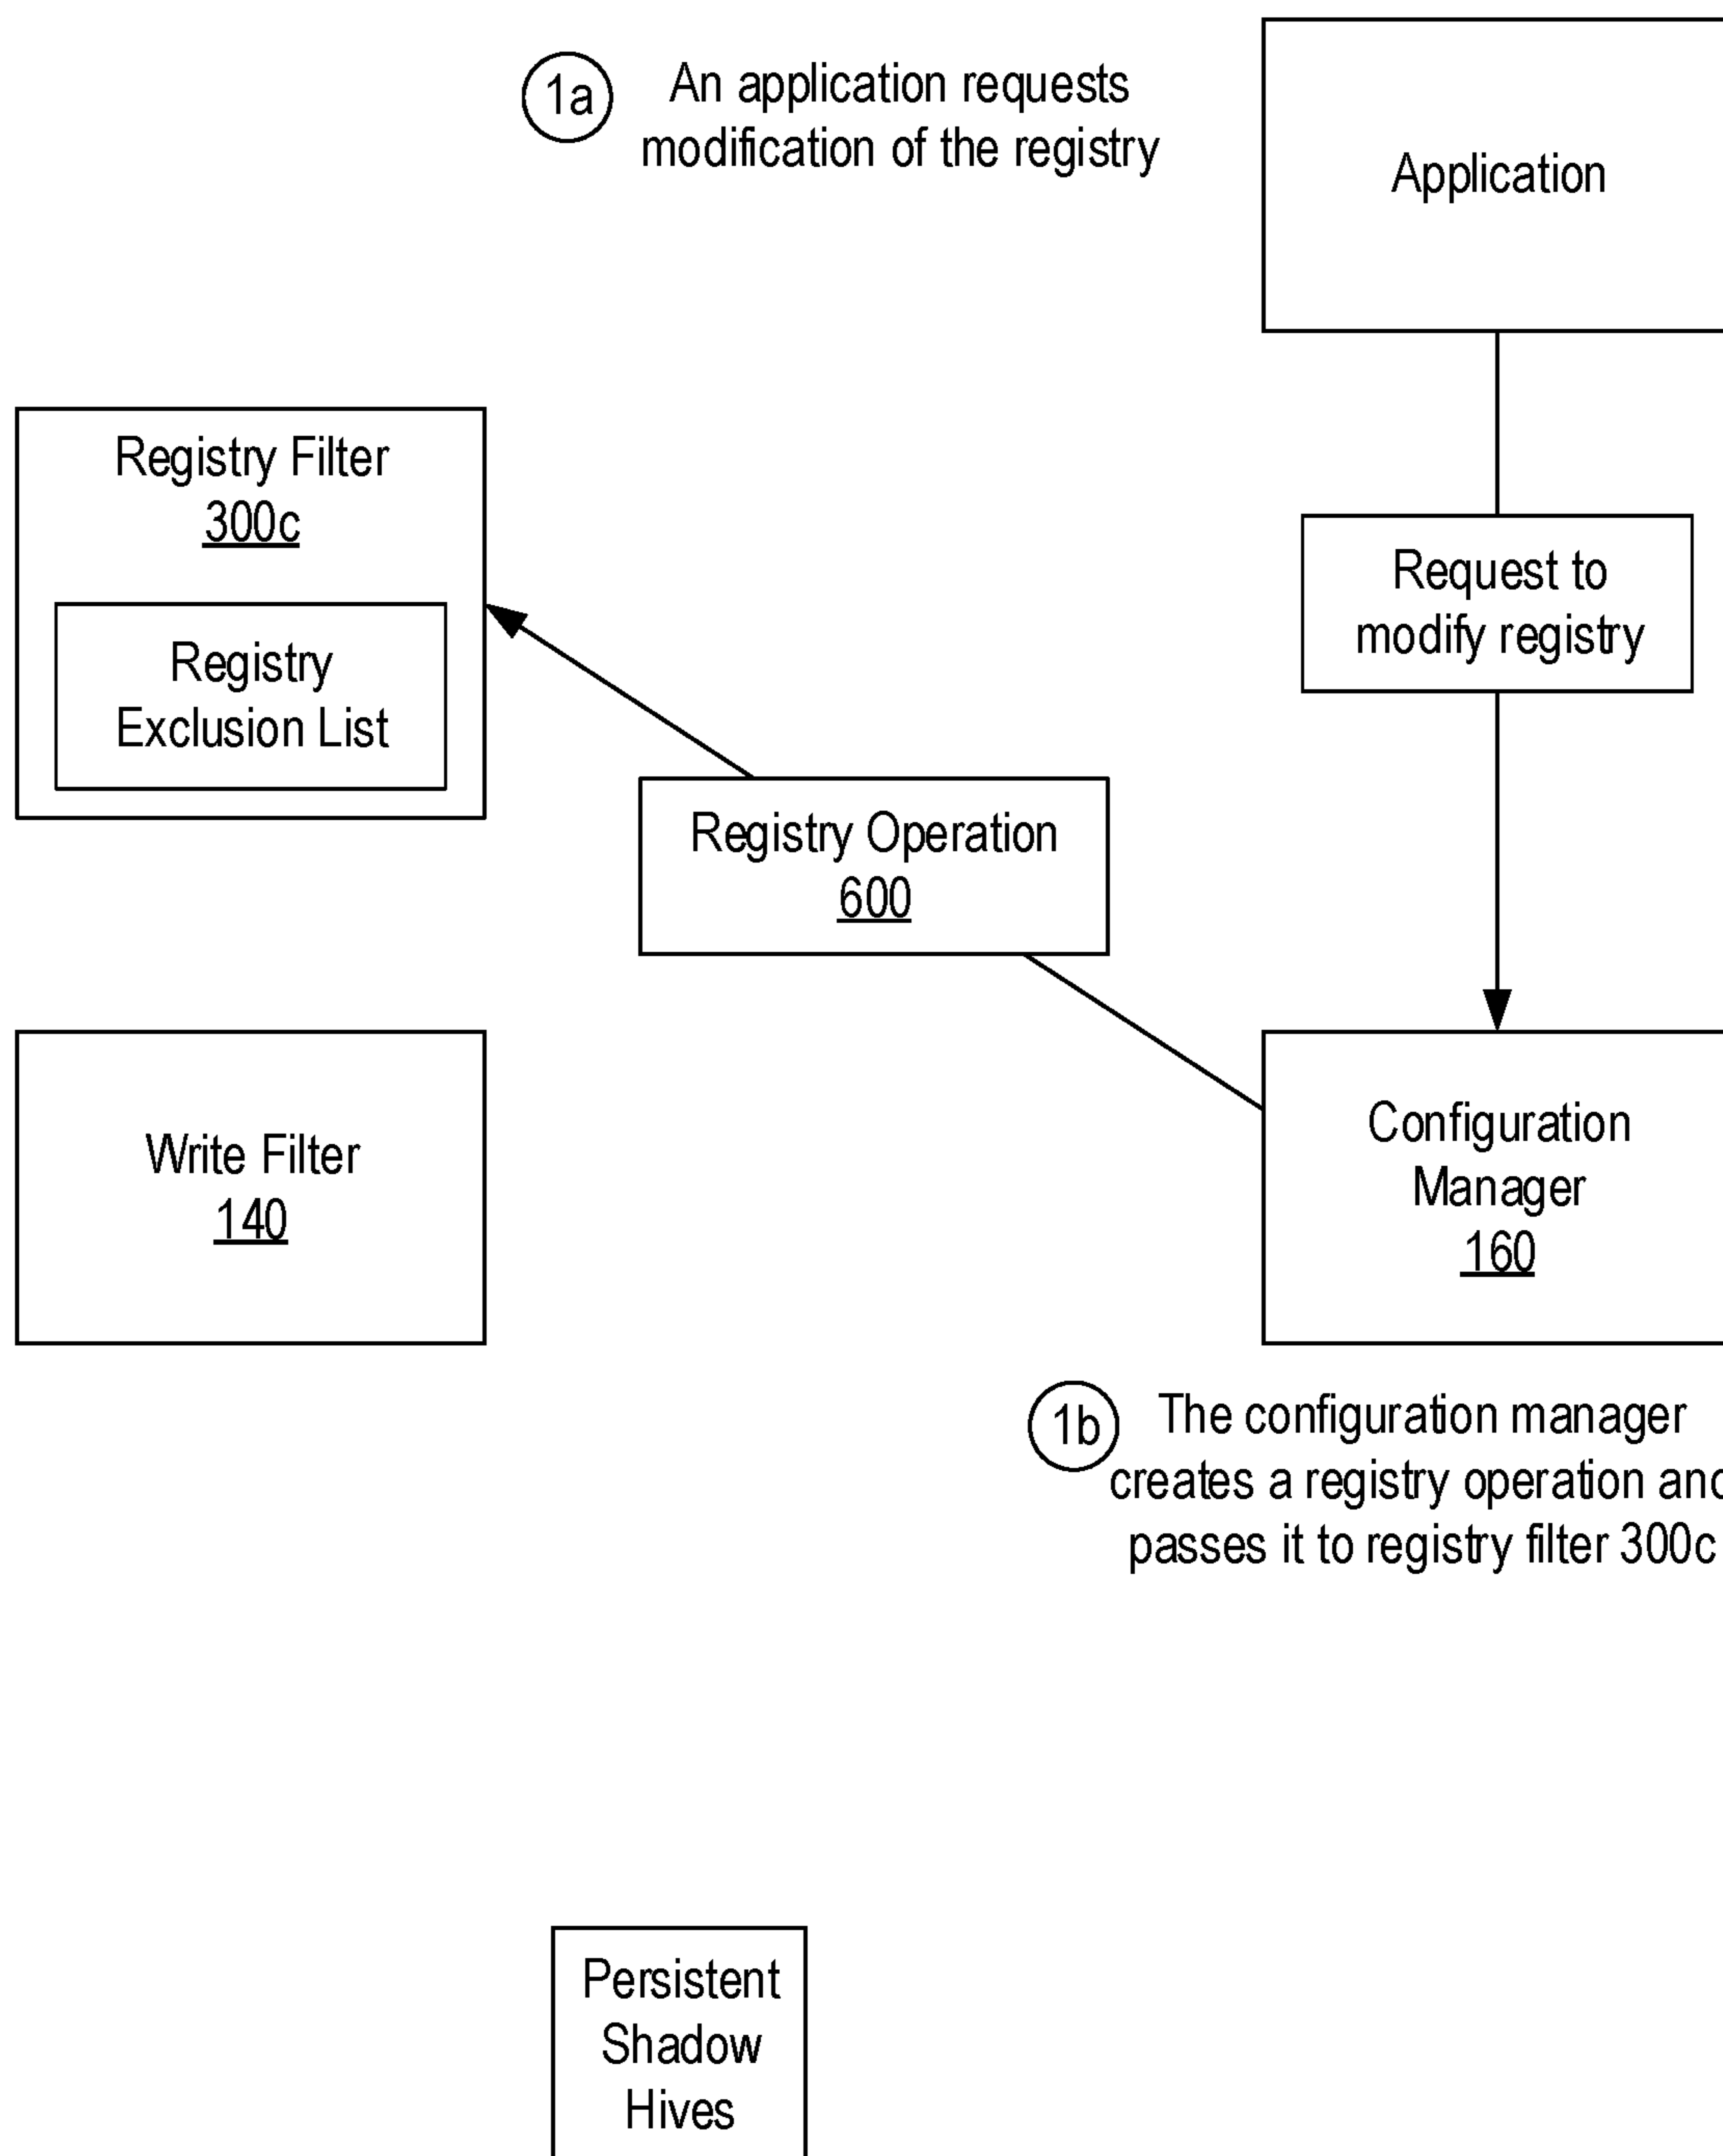 1a
An application requests
modification of the registry
Application
Registry Filter
300c
Registry
Exclusion List
Request to
modify registry
Registry Operation
600
Write Filter
140
Configuration
Manager
160
1b
The configuration manager
creates a registry operation and
passes it to registry filter 300c
Persistent
Shadow
Hives